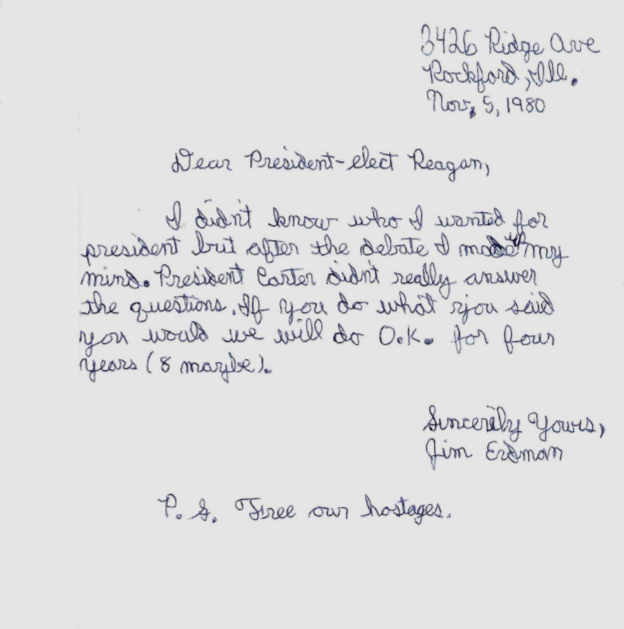 3426 Ridge Ave
Rockford, Ill.
Nov. 5, 1980
Dear President-elect Reagan,
I didn't know who I wanted for
president but after the debate I made up my
mind. President Carter didn't really answer
the questions. If you do what you said
you would we will do O.K. for four
years (8 maybe).
Sincerily Yours,
Jim Erdman
P. S. Free our hostages.